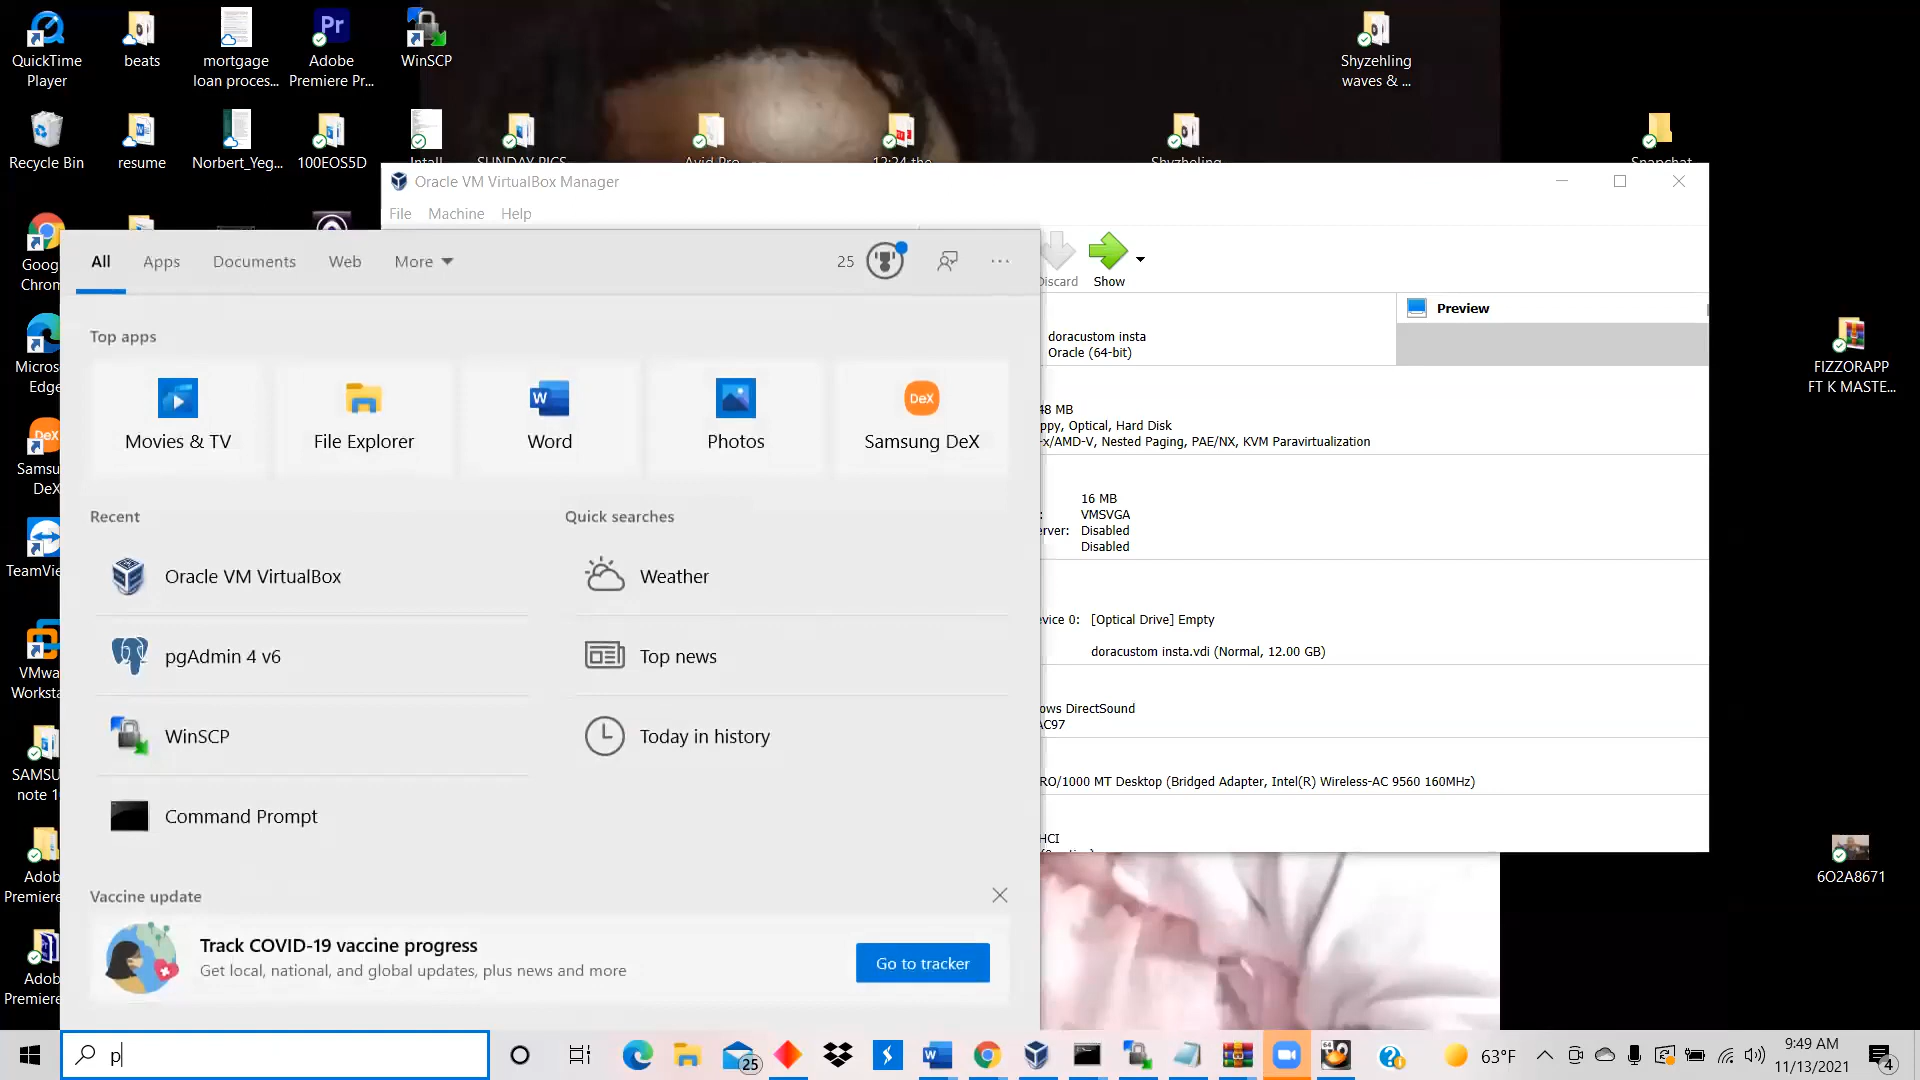 QuickTime
Player
beats
mortgage
loan proces...
Adobe
Premiere Pr...
WinSCP
Shyzehling
waves & ...
Recycle Bin
resume
Norbert_Yeg...
100EOS5D
Intall
SUNDAY PICS
Avid Pro
12:24 the
Shyzheling
Snapchat
Oracle VM VirtualBox Manager
File Machine Help
Goog
Chrom
All Apps Documents Web More 25
Discard Show
Top apps
Preview
doracustom insta
Oracle (64-bit)
Micros
Edge
FIZZORAPP
FT K MASTE...
Movies & TV File Explorer Word Photos Samsung DeX
48 MB
ppy, Optical, Hard Disk
-x/AMD-V, Nested Paging, PAE/NX, KVM Paravirtualization
DeX
Samsu
DeX
Recent Quick searches
16 MB
: VMSVGA
erver: Disabled
Disabled
TeamVie
Oracle VM VirtualBox Weather
evice 0: [Optical Drive] Empty
doracustom insta.vdi (Normal, 12.00 GB)
VMwa
Worksta
pgAdmin 4 v6 Top news
ows DirectSound
AC97
WinSCP Today in history
SAMSU
note 1
RO/1000 MT Desktop (Bridged Adapter, Intel(R) Wireless-AC 9560 160MHz)
Command Prompt
HCI
Adob
Premiere
6O2A8671
Vaccine update
Track COVID-19 vaccine progress
Get local, national, and global updates, plus news and more
Go to tracker
Adob
Premiere
p
25
64
63°F
9:49 AM
11/13/2021
4